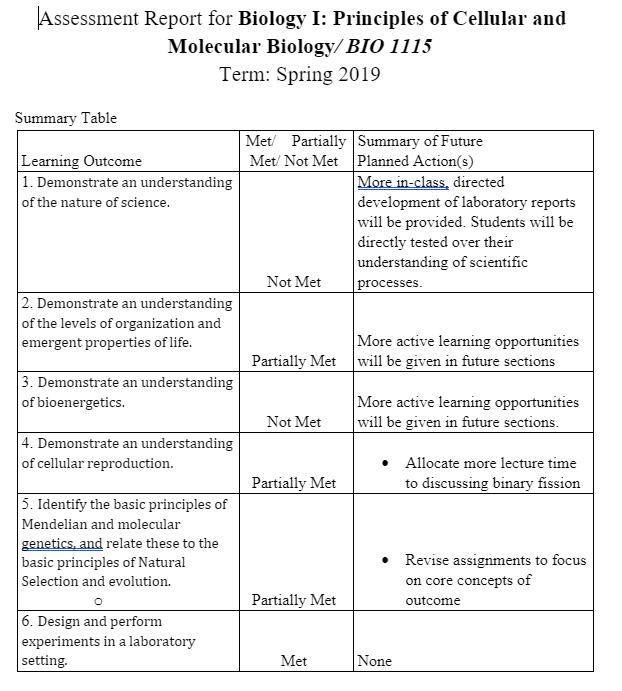 Assessment Report for Biology I: Principles of Cellular and
Molecular Biology/ BIO 1115
Term: Spring 2019
Summary Table
Learning Outcome
Met/ Partially
Met/ Not Met
Summary of Future
Planned Action(s)
1. Demonstrate an understanding
of the nature of science.
Not Met
More in-class, directed
development of laboratory reports
will be provided. Students will be
directly tested over their
understanding of scientific
processes.
2. Demonstrate an understanding
of the levels of organization and
emergent properties of life.
Partially Met
More active learning opportunities
will be given in future sections
3. Demonstrate an understanding
of bioenergetics.
Not Met
More active learning opportunities
will be given in future sections.
4. Demonstrate an understanding
of cellular reproduction.
Partially Met
• Allocate more lecture time
to discussing binary fission
5. Identify the basic principles of
Mendelian and molecular
genetics, and relate these to the
basic principles of Natural
Selection and evolution.
○
Partially Met
• Revise assignments to focus
on core concepts of
outcome
6. Design and perform
experiments in a laboratory
setting.
Met
None